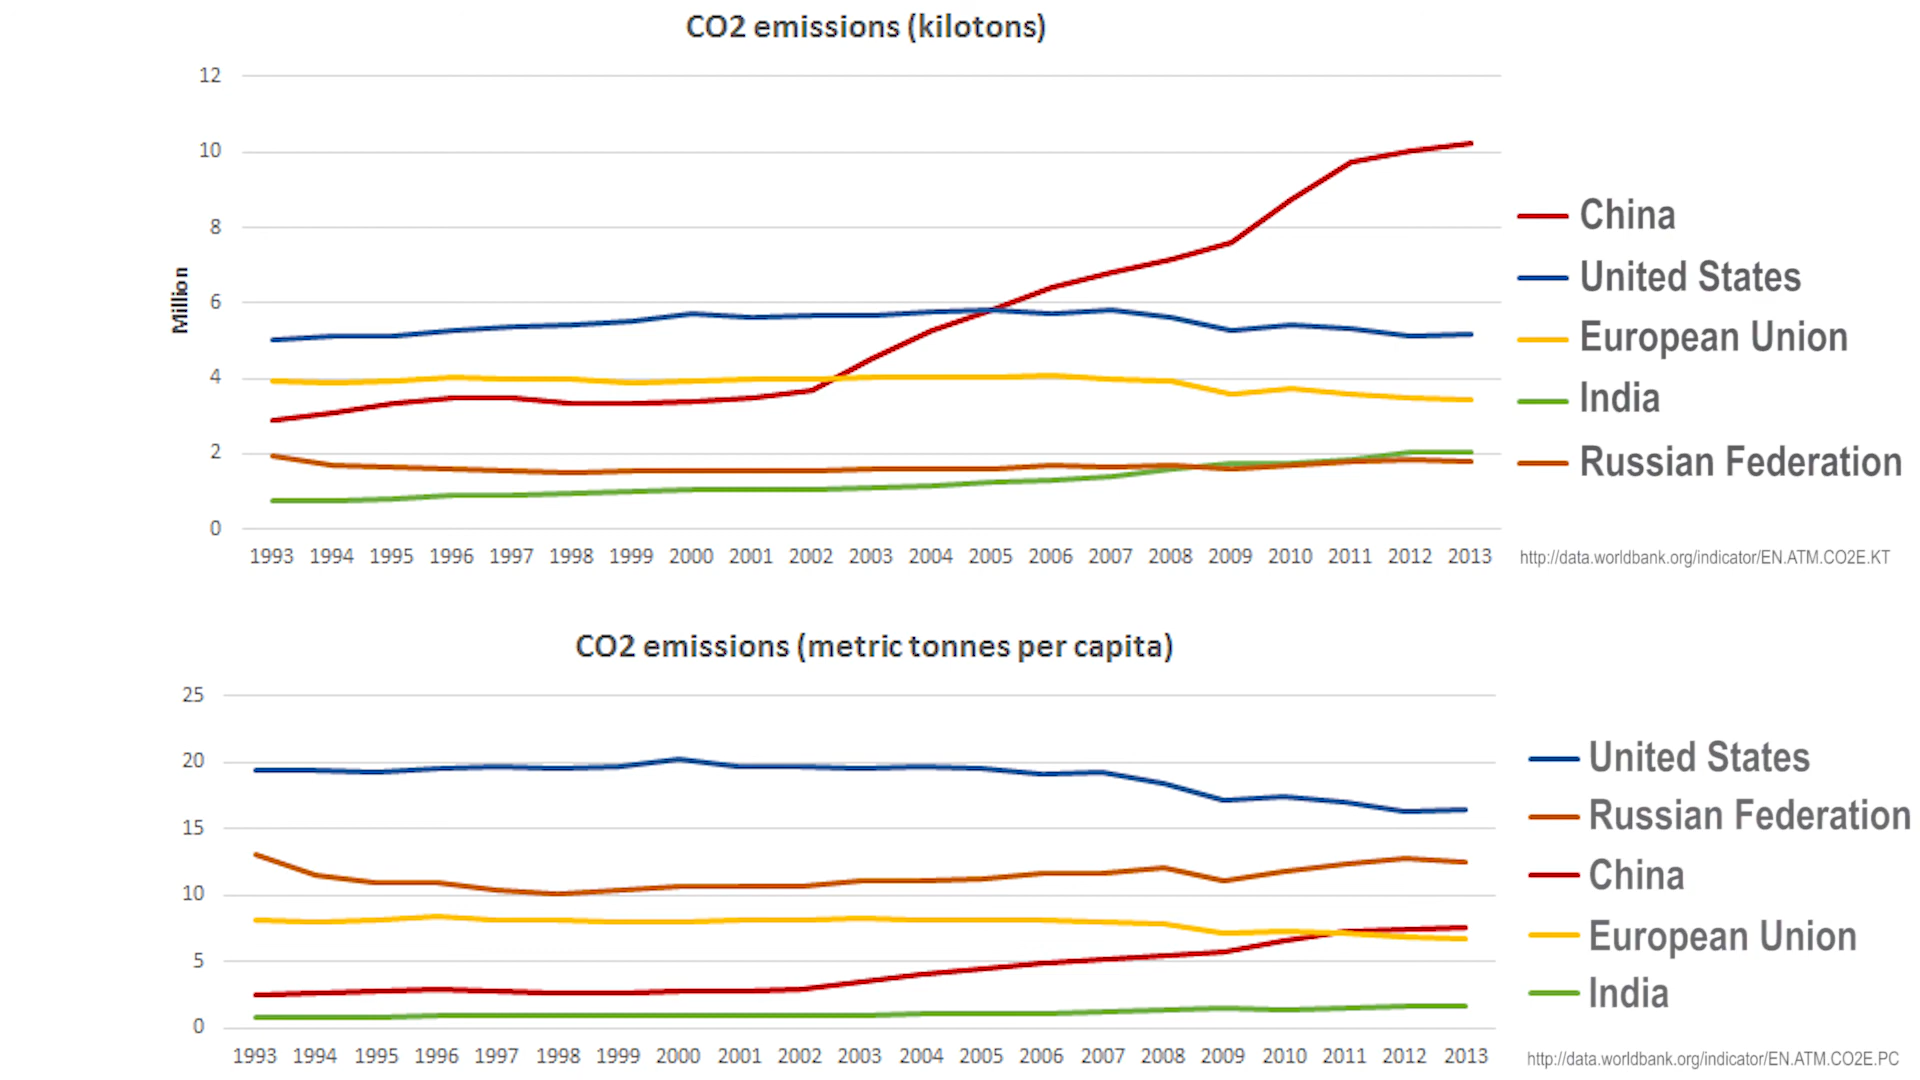 CO2 emissions (kilotons)
12
10
8
6
4
2
0
Million
1993 1994 1995 1996 1997 1998 1999 2000 2001 2002 2003 2004 2005 2006 2007 2008 2009 2010 2011 2012 2013
China
United States
European Union
India
Russian Federation
http://data.worldbank.org/indicator/EN.ATM.CO2E.KT
CO2 emissions (metric tonnes per capita)
25
20
15
10
5
0
1993 1994 1995 1996 1997 1998 1999 2000 2001 2002 2003 2004 2005 2006 2007 2008 2009 2010 2011 2012 2013
United States
Russian Federation
China
European Union
India
http://data.worldbank.org/indicator/EN.ATM.CO2E.PC